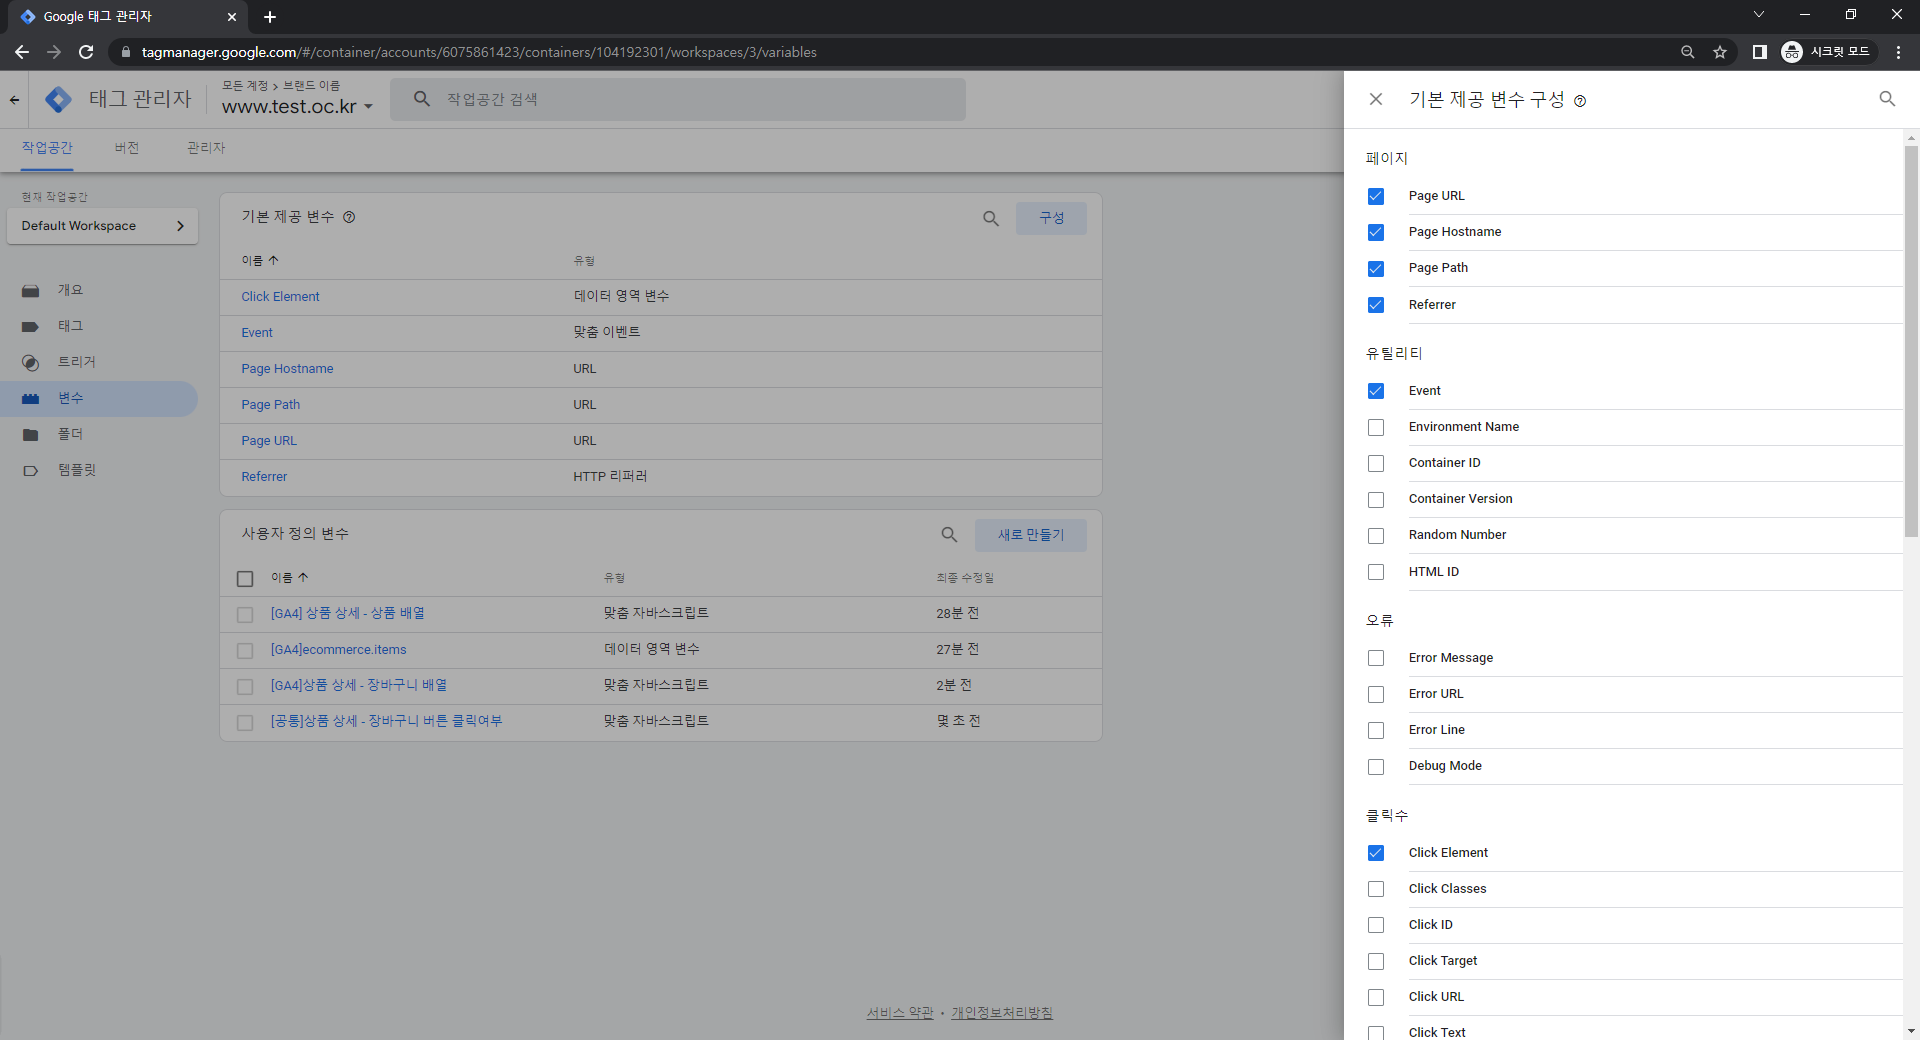 Google 태그 관리자
tagmanager.google.com/#/container/accounts/6075861423/containers/104192301/workspaces/3/variables
시크릿 모드
태그 관리자
모든 계정 > 브랜드 이름
www.test.oc.kr
작업공간 검색
작업공간
버전
관리자
현재 작업공간
Default Workspace
개요
태그
트리거
변수
폴더
템플릿
기본 제공 변수
구성
이름
유형
Click Element
데이터 영역 변수
Event
맞춤 이벤트
Page Hostname
URL
Page Path
URL
Page URL
URL
Referrer
HTTP 리퍼러
사용자 정의 변수
새로 만들기
이름
유형
최종 수정일
[GA4] 상품 상세 - 상품 배열
맞춤 자바스크립트
28분 전
[GA4]ecommerce.items
데이터 영역 변수
27분 전
[GA4]상품 상세 - 장바구니 배열
맞춤 자바스크립트
2분 전
[공통]상품 상세 - 장바구니 버튼 클릭여부
맞춤 자바스크립트
몇 초 전
서비스 약관 · 개인정보처리방침
기본 제공 변수 구성
페이지
Page URL
Page Hostname
Page Path
Referrer
유틸리티
Event
Environment Name
Container ID
Container Version
Random Number
HTML ID
오류
Error Message
Error URL
Error Line
Debug Mode
클릭수
Click Element
Click Classes
Click ID
Click Target
Click URL
Click Text